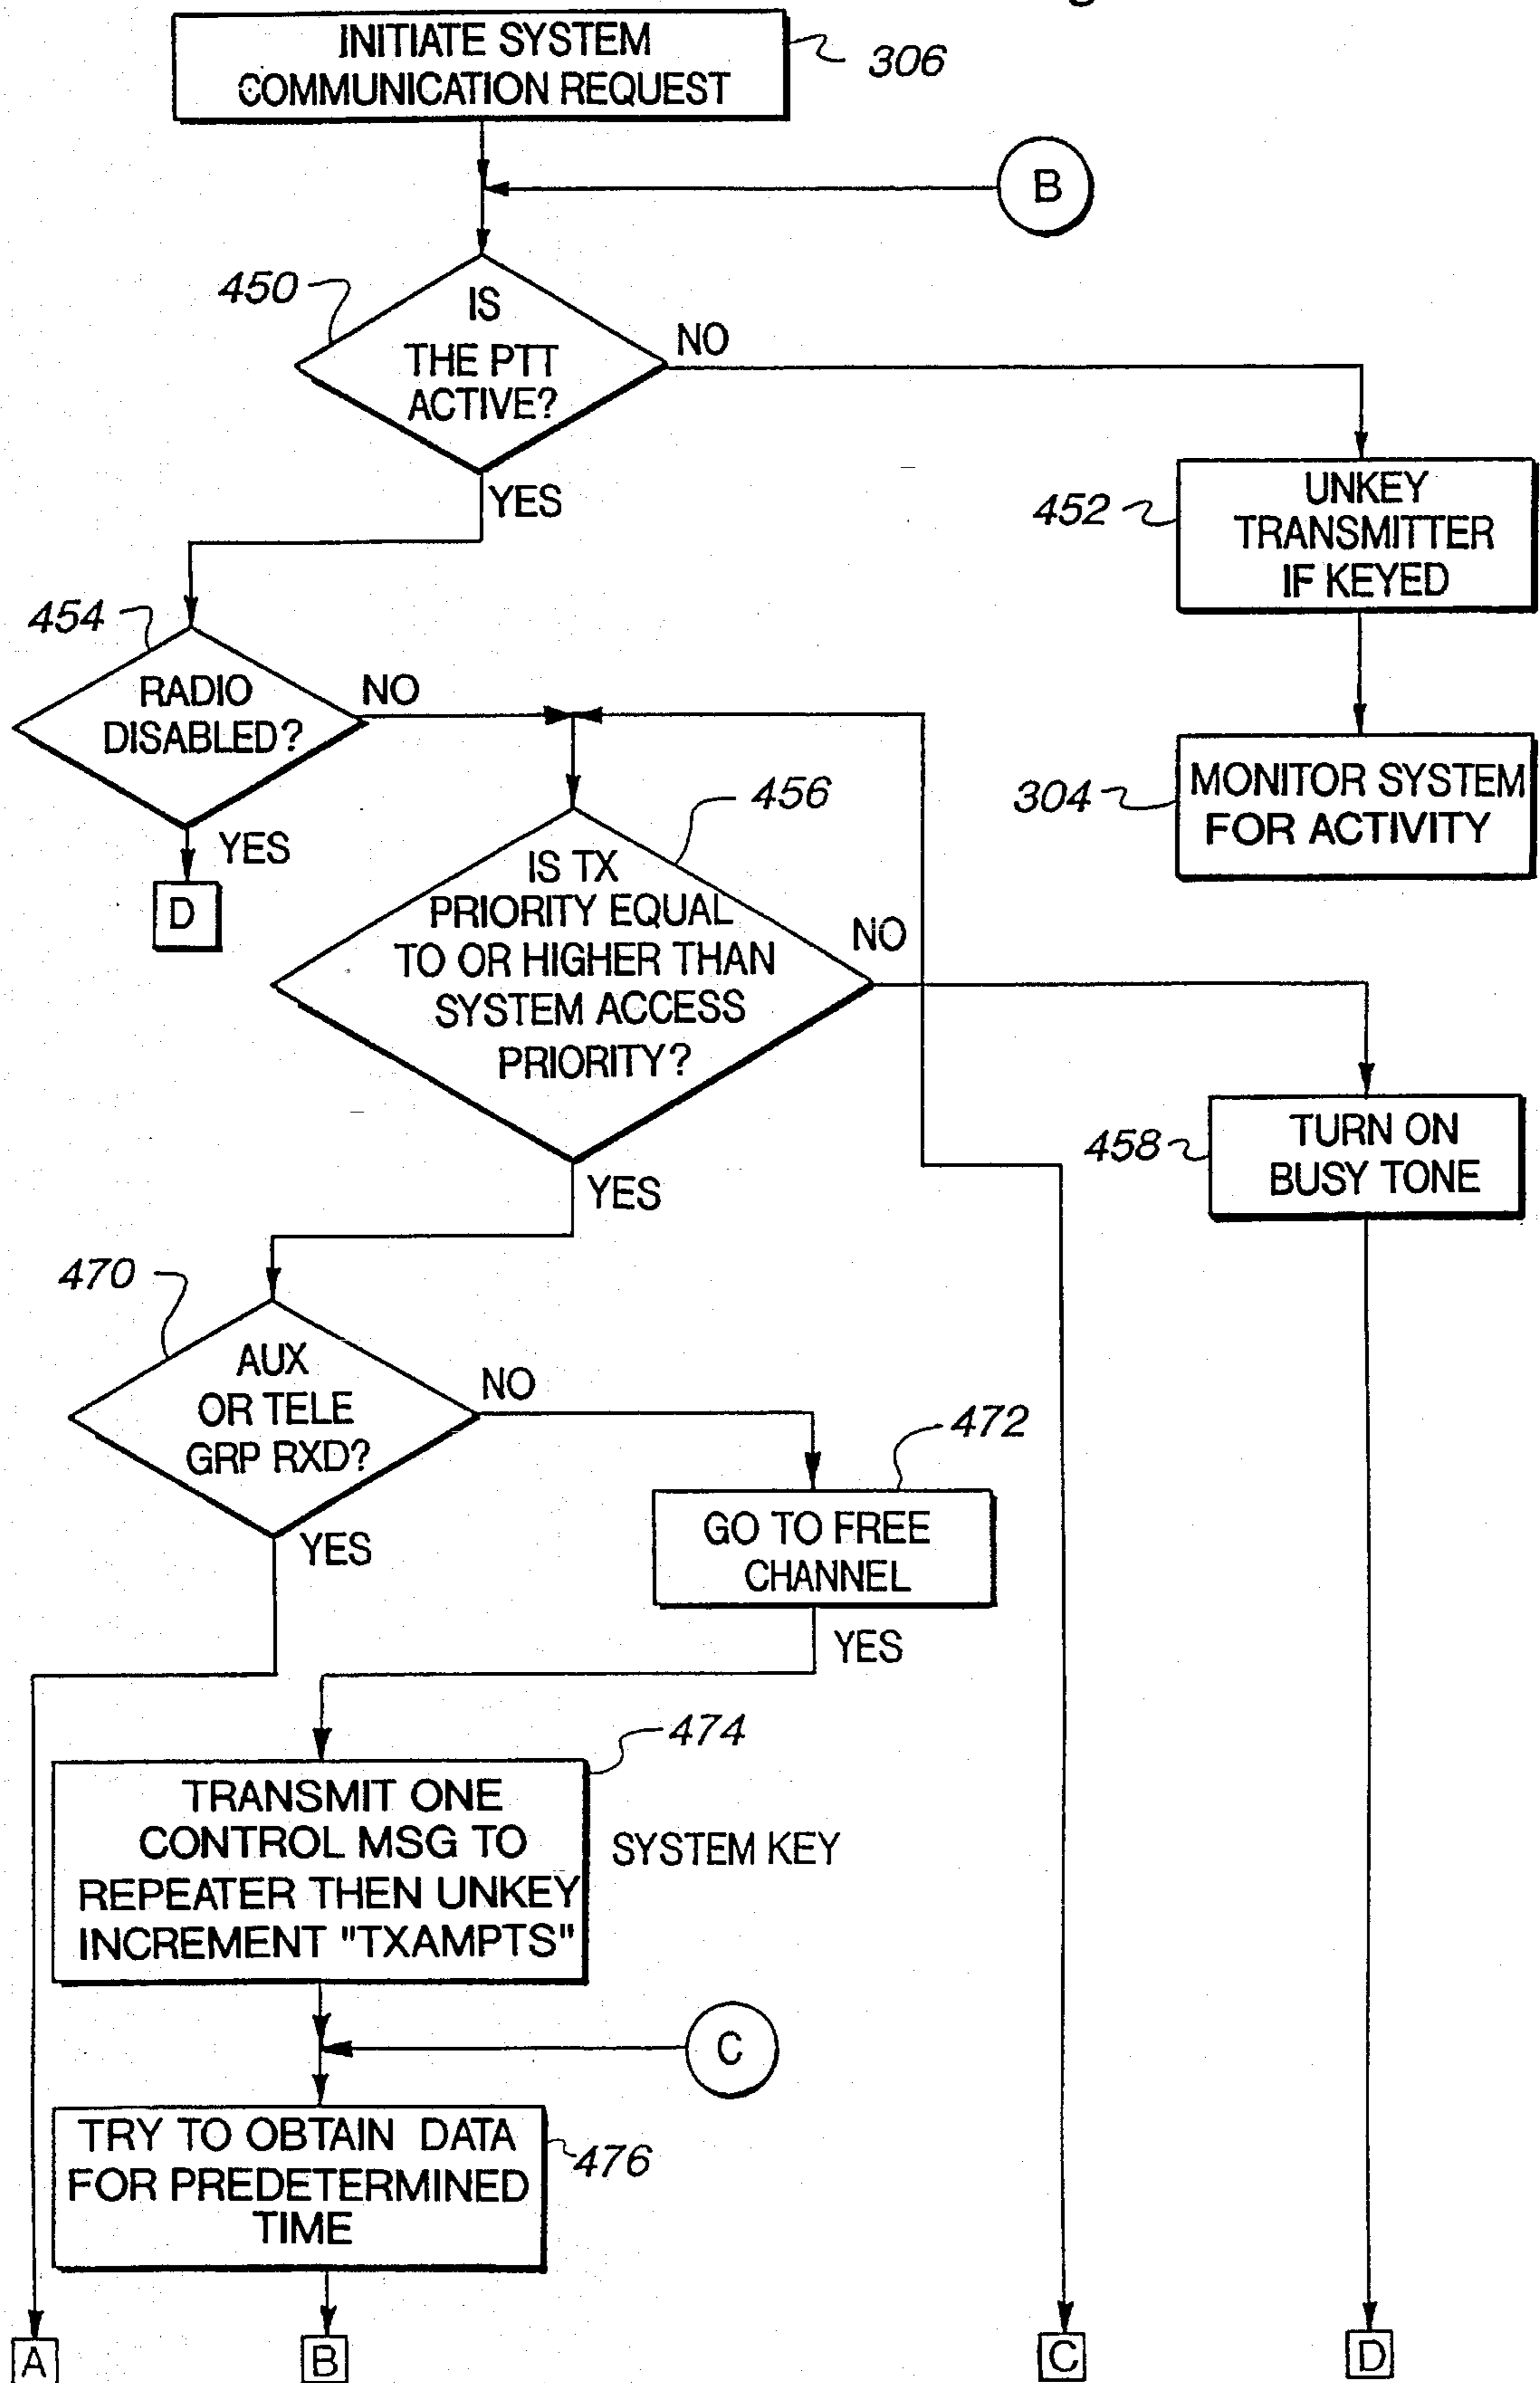 INITIATE SYSTEM
COMMUNICATION REQUEST
306
B
450
IS
THE PTT
ACTIVE?
NO
YES
452
UNKEY
TRANSMITTER
IF KEYED
454
RADIO
DISABLED?
NO
YES
D
304
MONITOR SYSTEM
FOR ACTIVITY
456
IS TX
PRIORITY EQUAL
TO OR HIGHER THAN
SYSTEM ACCESS
PRIORITY?
NO
YES
458
TURN ON
BUSY TONE
470
AUX
OR TELE
GRP RXD?
NO
YES
472
GO TO FREE
CHANNEL
YES
474
TRANSMIT ONE
CONTROL MSG TO
REPEATER THEN UNKEY
INCREMENT "TXAMPTS"
SYSTEM KEY
C
TRY TO OBTAIN DATA
FOR PREDETERMINED
TIME
476
A
B
C
D